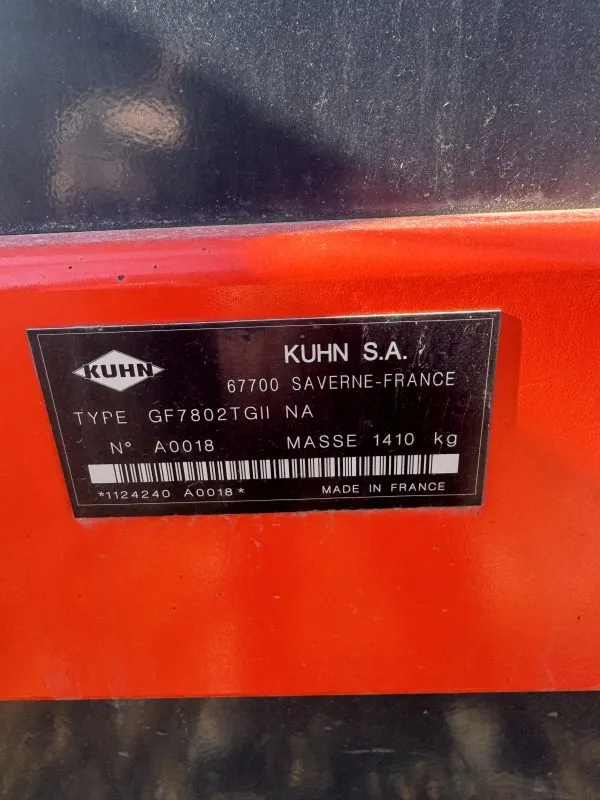 KUHN
KUHN S.A.
67700 SAVERNE-FRANCE
TYPE GF7802TGII NA
N° A0018 MASSE 1410 kg
*1124240 A0018*
MADE IN FRANCE